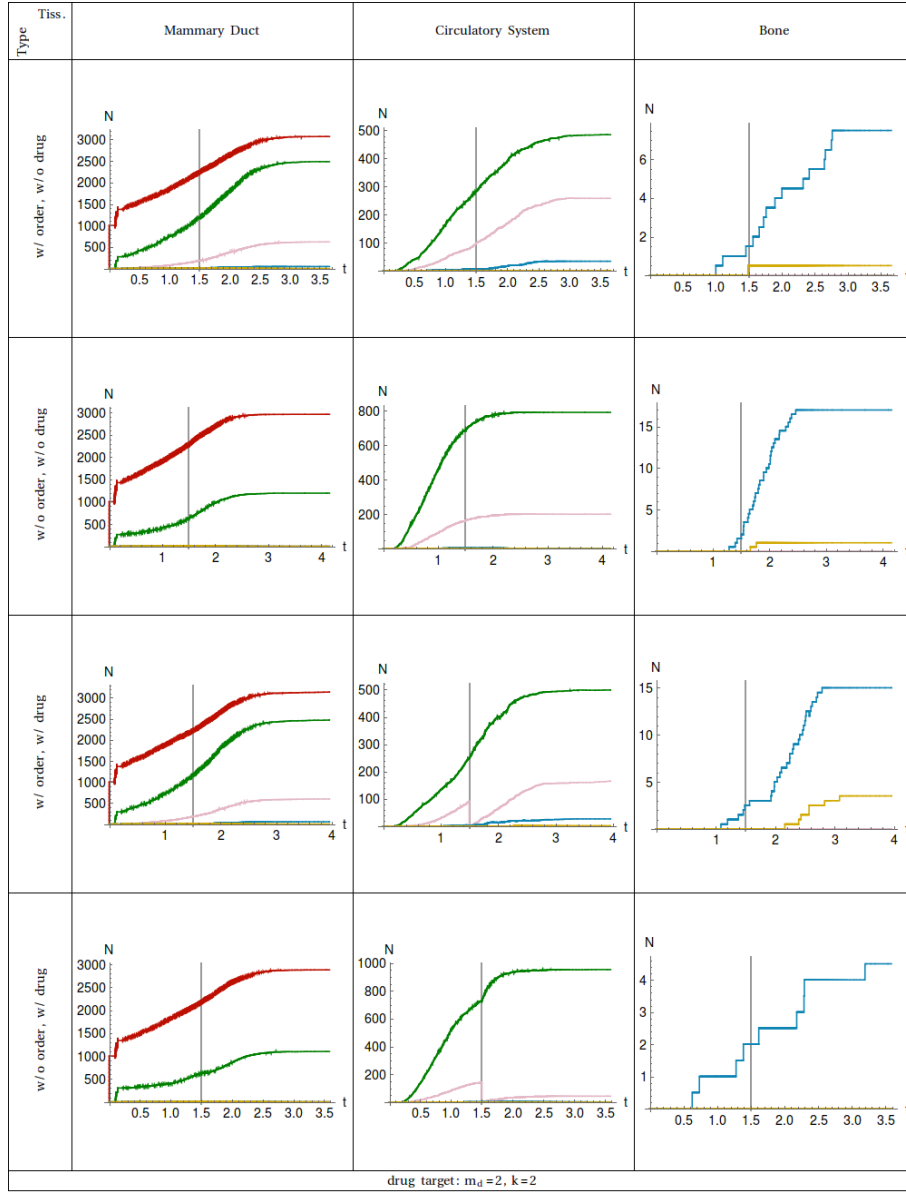 Tiss.
Type
Mammary Duct
Circulatory System
Bone
w/ order, w/o drug
N
3000
2500
2000
1500
1000
500
0.5 1.0 1.5 2.0 2.5 3.0 3.5
t
N
500
400
300
200
100
0.5 1.0 1.5 2.0 2.5 3.0 3.5
t
N
6
4
2
0.5 1.0 1.5 2.0 2.5 3.0 3.5
w/o order, w/o drug
N
3000
2500
2000
1500
1000
500
1 2 3 4
t
N
800
600
400
200
1 2 3 4
t
N
15
10
5
1 2 3 4
w/ order, w/ drug
N
3000
2500
2000
1500
1000
500
1 2 3 4
t
N
500
400
300
200
100
1 2 3 4
t
N
15
10
5
1 2 3 4
w/o order, w/ drug
N
3000
2500
2000
1500
1000
500
0.5 1.0 1.5 2.0 2.5 3.0 3.5
t
N
1000
800
600
400
200
0.5 1.0 1.5 2.0 2.5 3.0 3.5
t
N
4
3
2
1
0.5 1.0 1.5 2.0 2.5 3.0 3.5
drug target: m_d=2, k=2